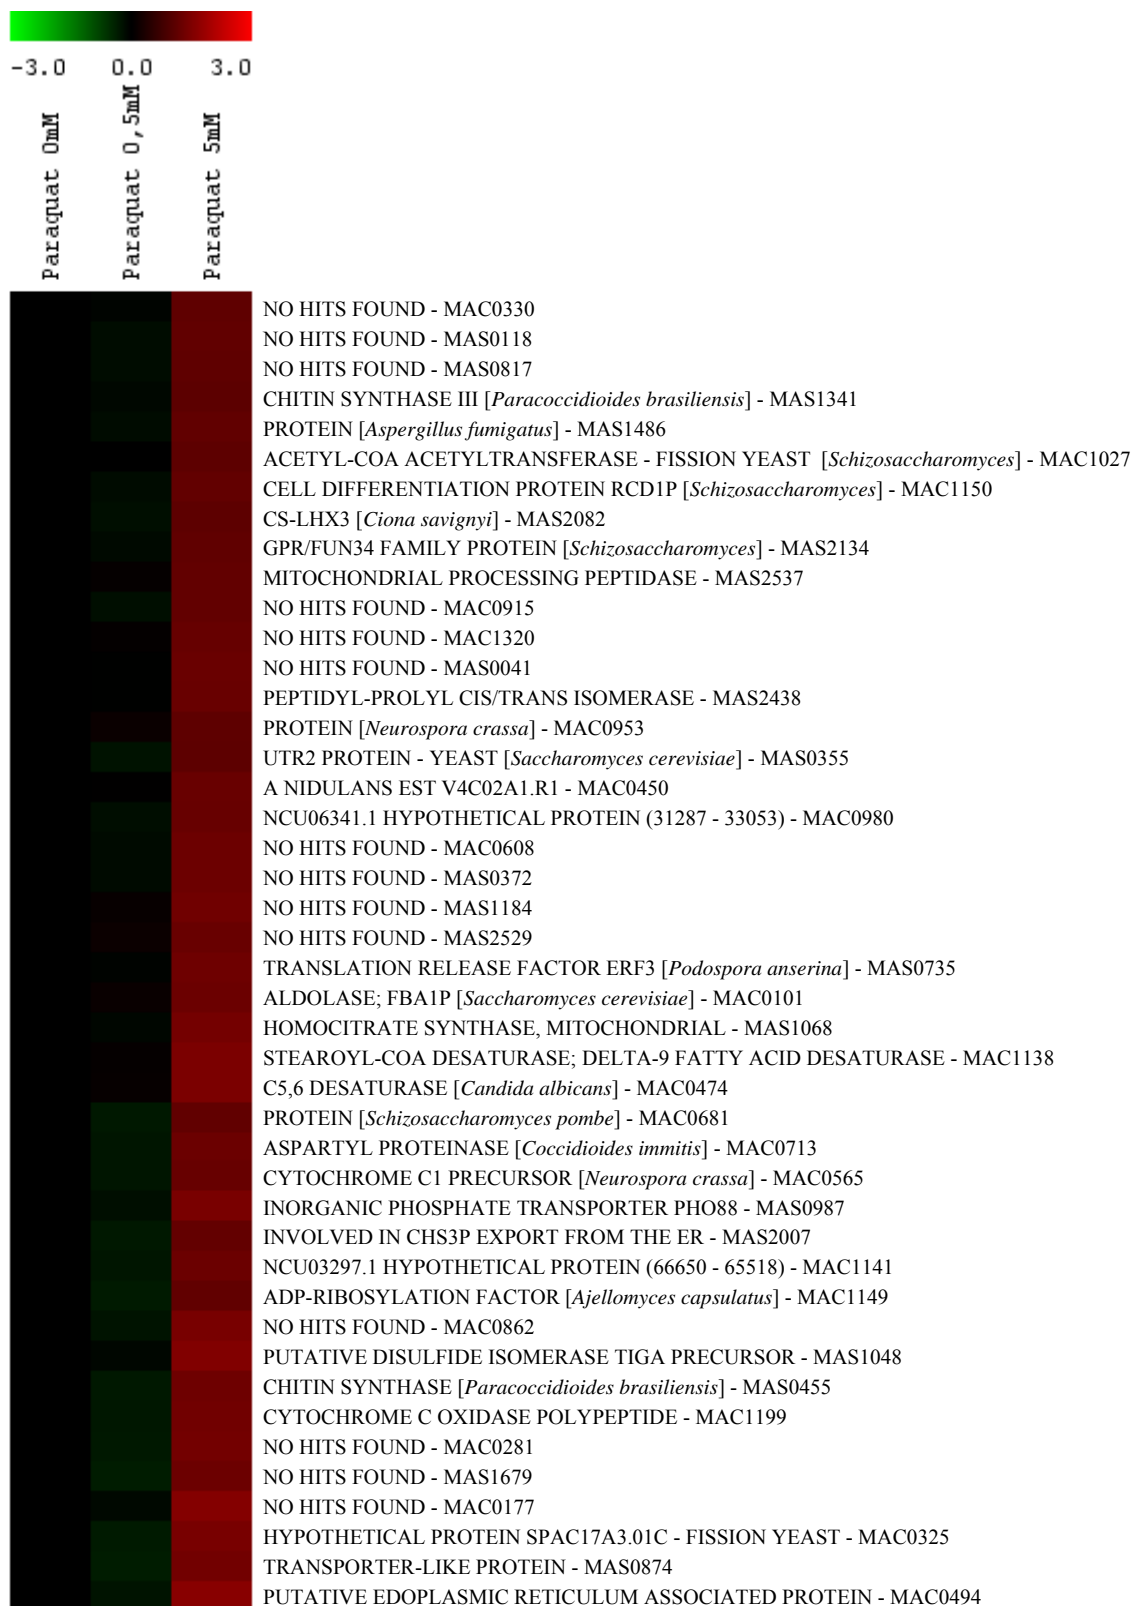 -3.0 0.0 3.0
Paraquat 0mM
Paraquat 0,5mM
Paraquat 5mM
NO HITS FOUND - MAC0330
NO HITS FOUND - MAS0118
NO HITS FOUND - MAS0817
CHITIN SYNTHASE III [Paracoccidioides brasiliensis] - MAS1341
PROTEIN [Aspergillus fumigatus] - MAS1486
ACETYL-COA ACETYLTRANSFERASE - FISSION YEAST [Schizosaccharomyces] - MAC1027
CELL DIFFERENTIATION PROTEIN RCD1P [Schizosaccharomyces] - MAC1150
CS-LHX3 [Ciona savignyi] - MAS2082
GPR/FUN34 FAMILY PROTEIN [Schizosaccharomyces] - MAS2134
MITOCHONDRIAL PROCESSING PEPTIDASE - MAS2537
NO HITS FOUND - MAC0915
NO HITS FOUND - MAC1320
NO HITS FOUND - MAS0041
PEPTIDYL-PROLYL CIS/TRANS ISOMERASE - MAS2438
PROTEIN [Neurospora crassa] - MAC0953
UTR2 PROTEIN - YEAST [Saccharomyces cerevisiae] - MAS0355
A NIDULANS EST V4C02A1.R1 - MAC0450
NCU06341.1 HYPOTHETICAL PROTEIN (31287 - 33053) - MAC0980
NO HITS FOUND - MAC0608
NO HITS FOUND - MAS0372
NO HITS FOUND - MAS1184
NO HITS FOUND - MAS2529
TRANSLATION RELEASE FACTOR ERF3 [Podospora anserina] - MAS0735
ALDOLASE; FBA1P [Saccharomyces cerevisiae] - MAC0101
HOMOCITRATE SYNTHASE, MITOCHONDRIAL - MAS1068
STEAROYL-COA DESATURASE; DELTA-9 FATTY ACID DESATURASE - MAC1138
C5,6 DESATURASE [Candida albicans] - MAC0474
PROTEIN [Schizosaccharomyces pombe] - MAC0681
ASPARTYL PROTEINASE [Coccidioides immitis] - MAC0713
CYTOCHROME C1 PRECURSOR [Neurospora crassa] - MAC0565
INORGANIC PHOSPHATE TRANSPORTER PHO88 - MAS0987
INVOLVED IN CHS3P EXPORT FROM THE ER - MAS2007
NCU03297.1 HYPOTHETICAL PROTEIN (66650 - 65518) - MAC1141
ADP-RIBOSYLATION FACTOR [Ajellomyces capsulatus] - MAC1149
NO HITS FOUND - MAC0862
PUTATIVE DISULFIDE ISOMERASE TIGA PRECURSOR - MAS1048
CHITIN SYNTHASE [Paracoccidioides brasiliensis] - MAS0455
CYTOCHROME C OXIDASE POLYPEPTIDE - MAC1199
NO HITS FOUND - MAC0281
NO HITS FOUND - MAS1679
NO HITS FOUND - MAC0177
HYPOTHETICAL PROTEIN SPAC17A3.01C - FISSION YEAST - MAC0325
TRANSPORTER-LIKE PROTEIN - MAS0874
PUTATIVE EDOPLASMIC RETICULUM ASSOCIATED PROTEIN - MAC0494